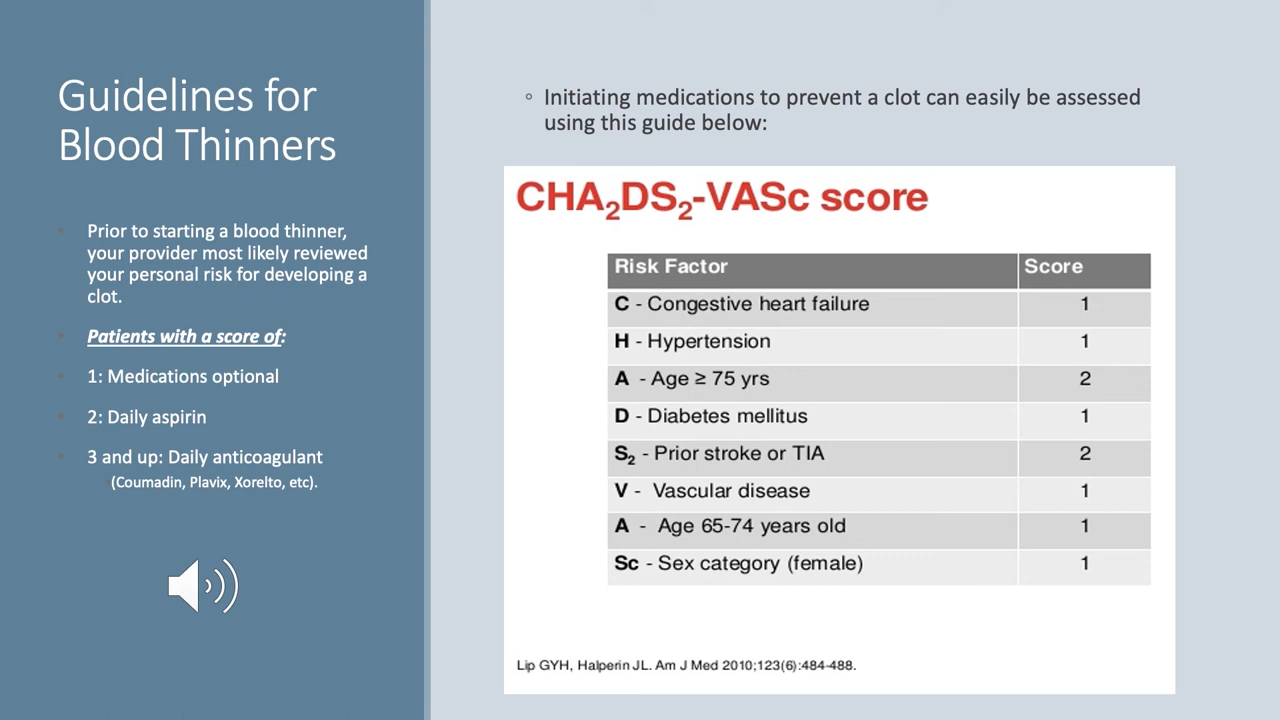 Guidelines for
Blood Thinners
Prior to starting a blood thinner,
your provider most likely reviewed
your personal risk for developing a
clot.
Patients with a score of:
1: Medications optional
2: Daily aspirin
3 and up: Daily anticoagulant
(Coumadin, Plavix, Xorelto, etc).
Initiating medications to prevent a clot can easily be assessed
using this guide below:
CHA₂DS₂-VASc score
Risk Factor Score
C - Congestive heart failure 1
H - Hypertension 1
A - Age ≥ 75 yrs 2
D - Diabetes mellitus 1
S₂ - Prior stroke or TIA 2
V - Vascular disease 1
A - Age 65-74 years old 1
Sc - Sex category (female) 1
Lip GYH, Halperin JL. Am J Med 2010;123(6):484-488.